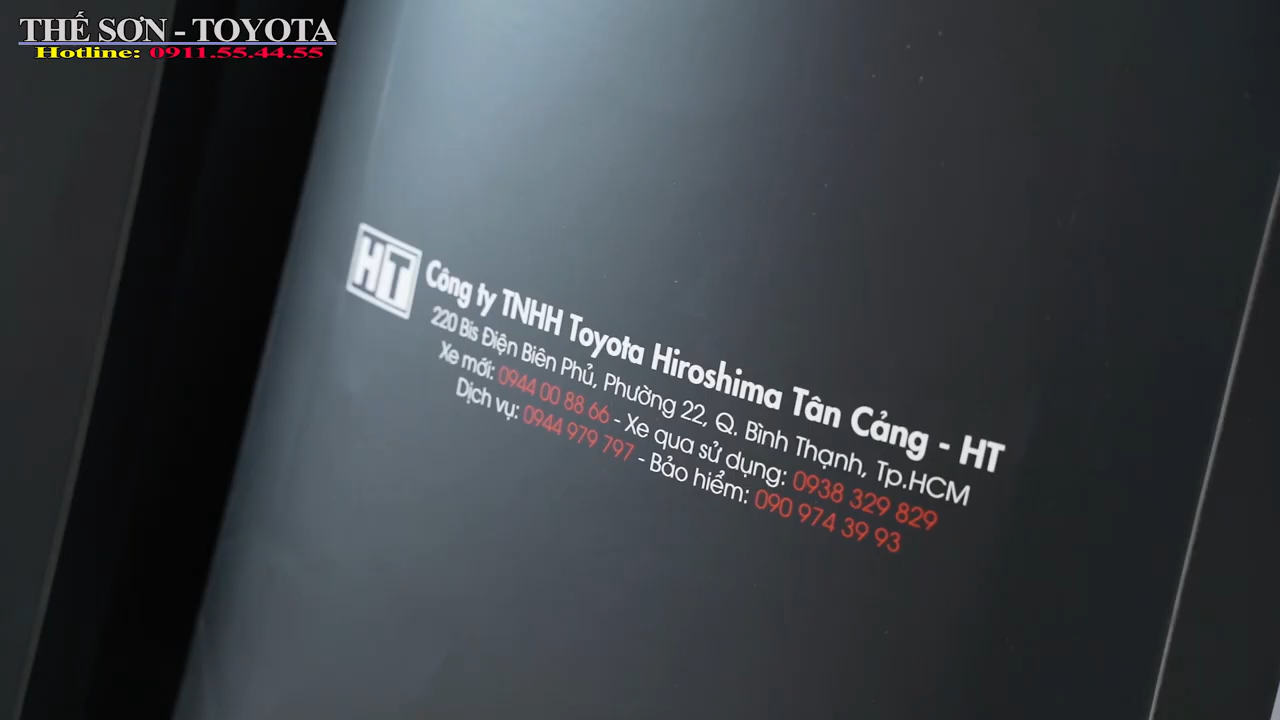 THẾ SƠN - TOYOTA
Hotline: 0911.55.44.55
HT
Công ty TNHH Toyota Hiroshima Tân Cảng - HT
220 Bis Điện Biên Phủ, Phường 22, Q. Bình Thạnh, Tp.HCM
Xe mới: 0944 00 88 66 - Xe qua sử dụng: 0938 329 829
Dịch vụ: 0944 979 797 - Bảo hiểm: 090 974 39 93